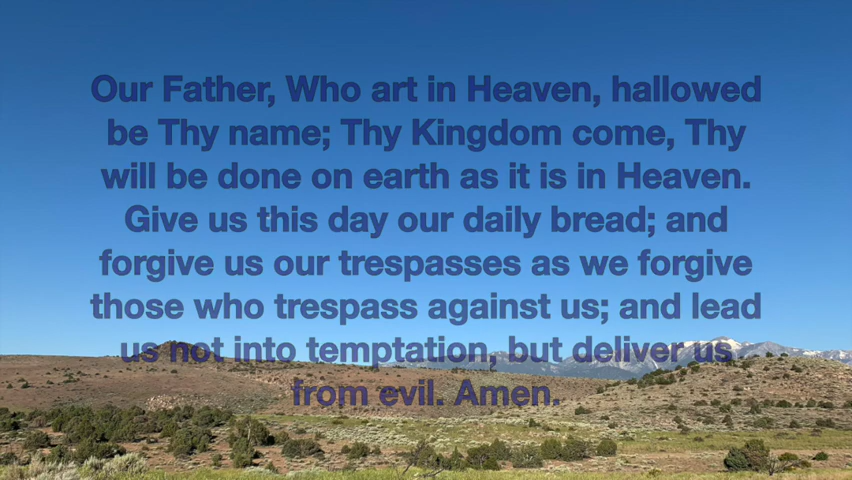 Our Father, Who art in Heaven, hallowed
be Thy name; Thy Kingdom come, Thy
will be done on earth as it is in Heaven.
Give us this day our daily bread; and
forgive us our trespasses as we forgive
those who trespass against us; and lead
us not into temptation, but deliver us
from evil. Amen.